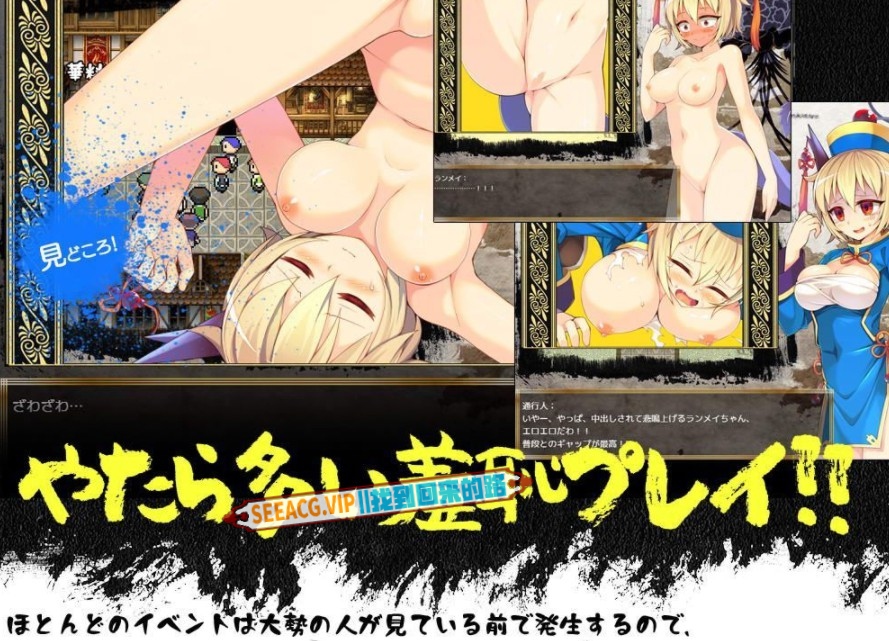 見どころ!
ランメイ：
………………！！！
ざわざわ…
通行人：
いやー、やっぱ、中出しされて悲鳴上げるランメイちゃん、
エロエロだわ！！
普段とのギャップが最高！
やたら多い羞恥プレイ!!
SEEACG.VIP||找到回来的路
ほとんどのイベントは大勢の人が見ている前で発生するので、